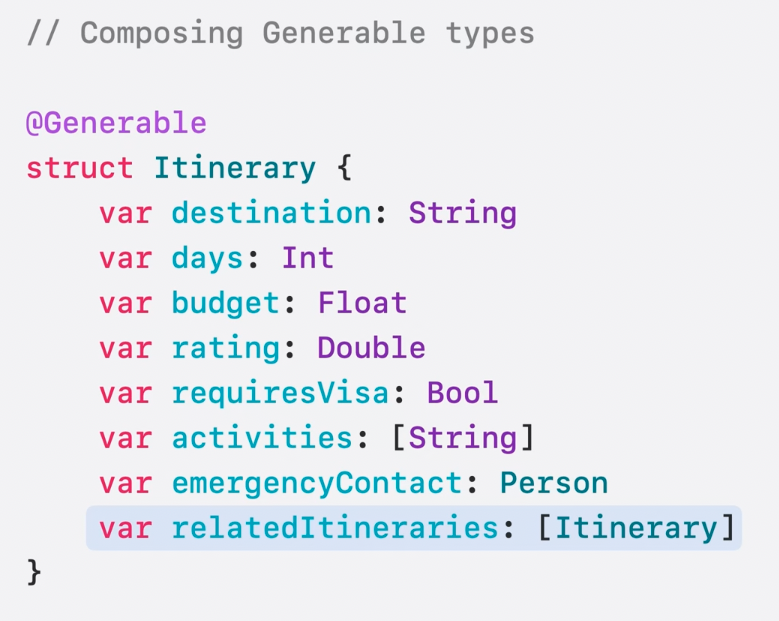 // Composing Generable types
@Generable
struct Itinerary {
    var destination: String
    var days: Int
    var budget: Float
    var rating: Double
    var requiresVisa: Bool
    var activities: [String]
    var emergencyContact: Person
    var relatedItineraries: [Itinerary]
}